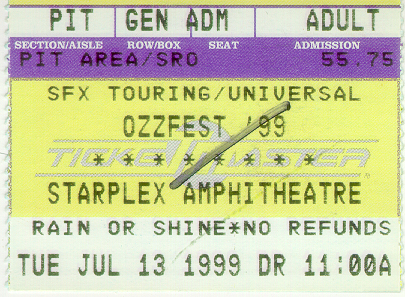 PIT GEN ADM ADULT
SECTION/AISLE ROW/BOX SEAT ADMISSION
PIT AREA/SRO 55.75
SFX TOURING/UNIVERSAL
OZZFEST '99
TICKETMASTER
* * * * * * * * * *
STARPLEX AMPHITHEATRE
RAIN OR SHINE*NO REFUNDS
TUE JUL 13 1999 DR 11:00A